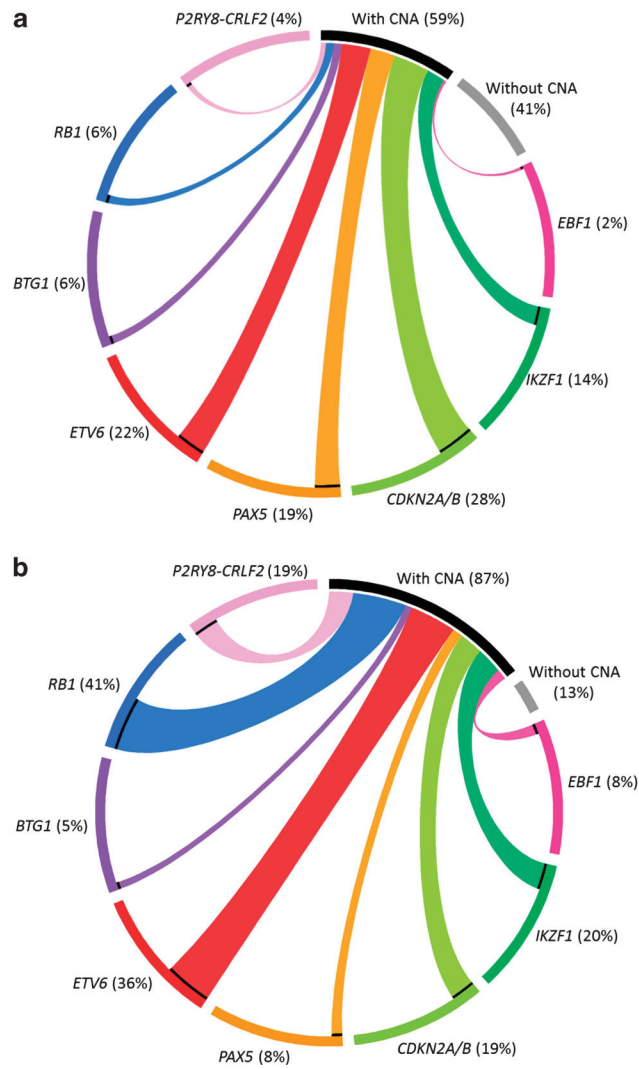 a
P2RY8-CRLF2 (4%)
With CNA (59%)
Without CNA
(41%)
RB1 (6%)
EBF1 (2%)
BTG1 (6%)
IKZF1 (14%)
ETV6 (22%)
PAX5 (19%)
CDKN2A/B (28%)
b
P2RY8-CRLF2 (19%)
With CNA (87%)
Without CNA
(13%)
RB1 (41%)
EBF1 (8%)
BTG1 (5%)
IKZF1 (20%)
ETV6 (36%)
PAX5 (8%)
CDKN2A/B (19%)